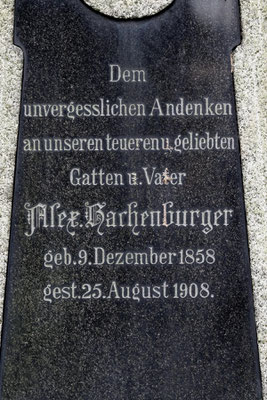 Dem
unvergesslichen Andenken
an unseren teueren u. geliebten
Gatten u. Vater
Alex. Hachenburger
geb. 9. Dezember 1858
gest. 25. August 1908.